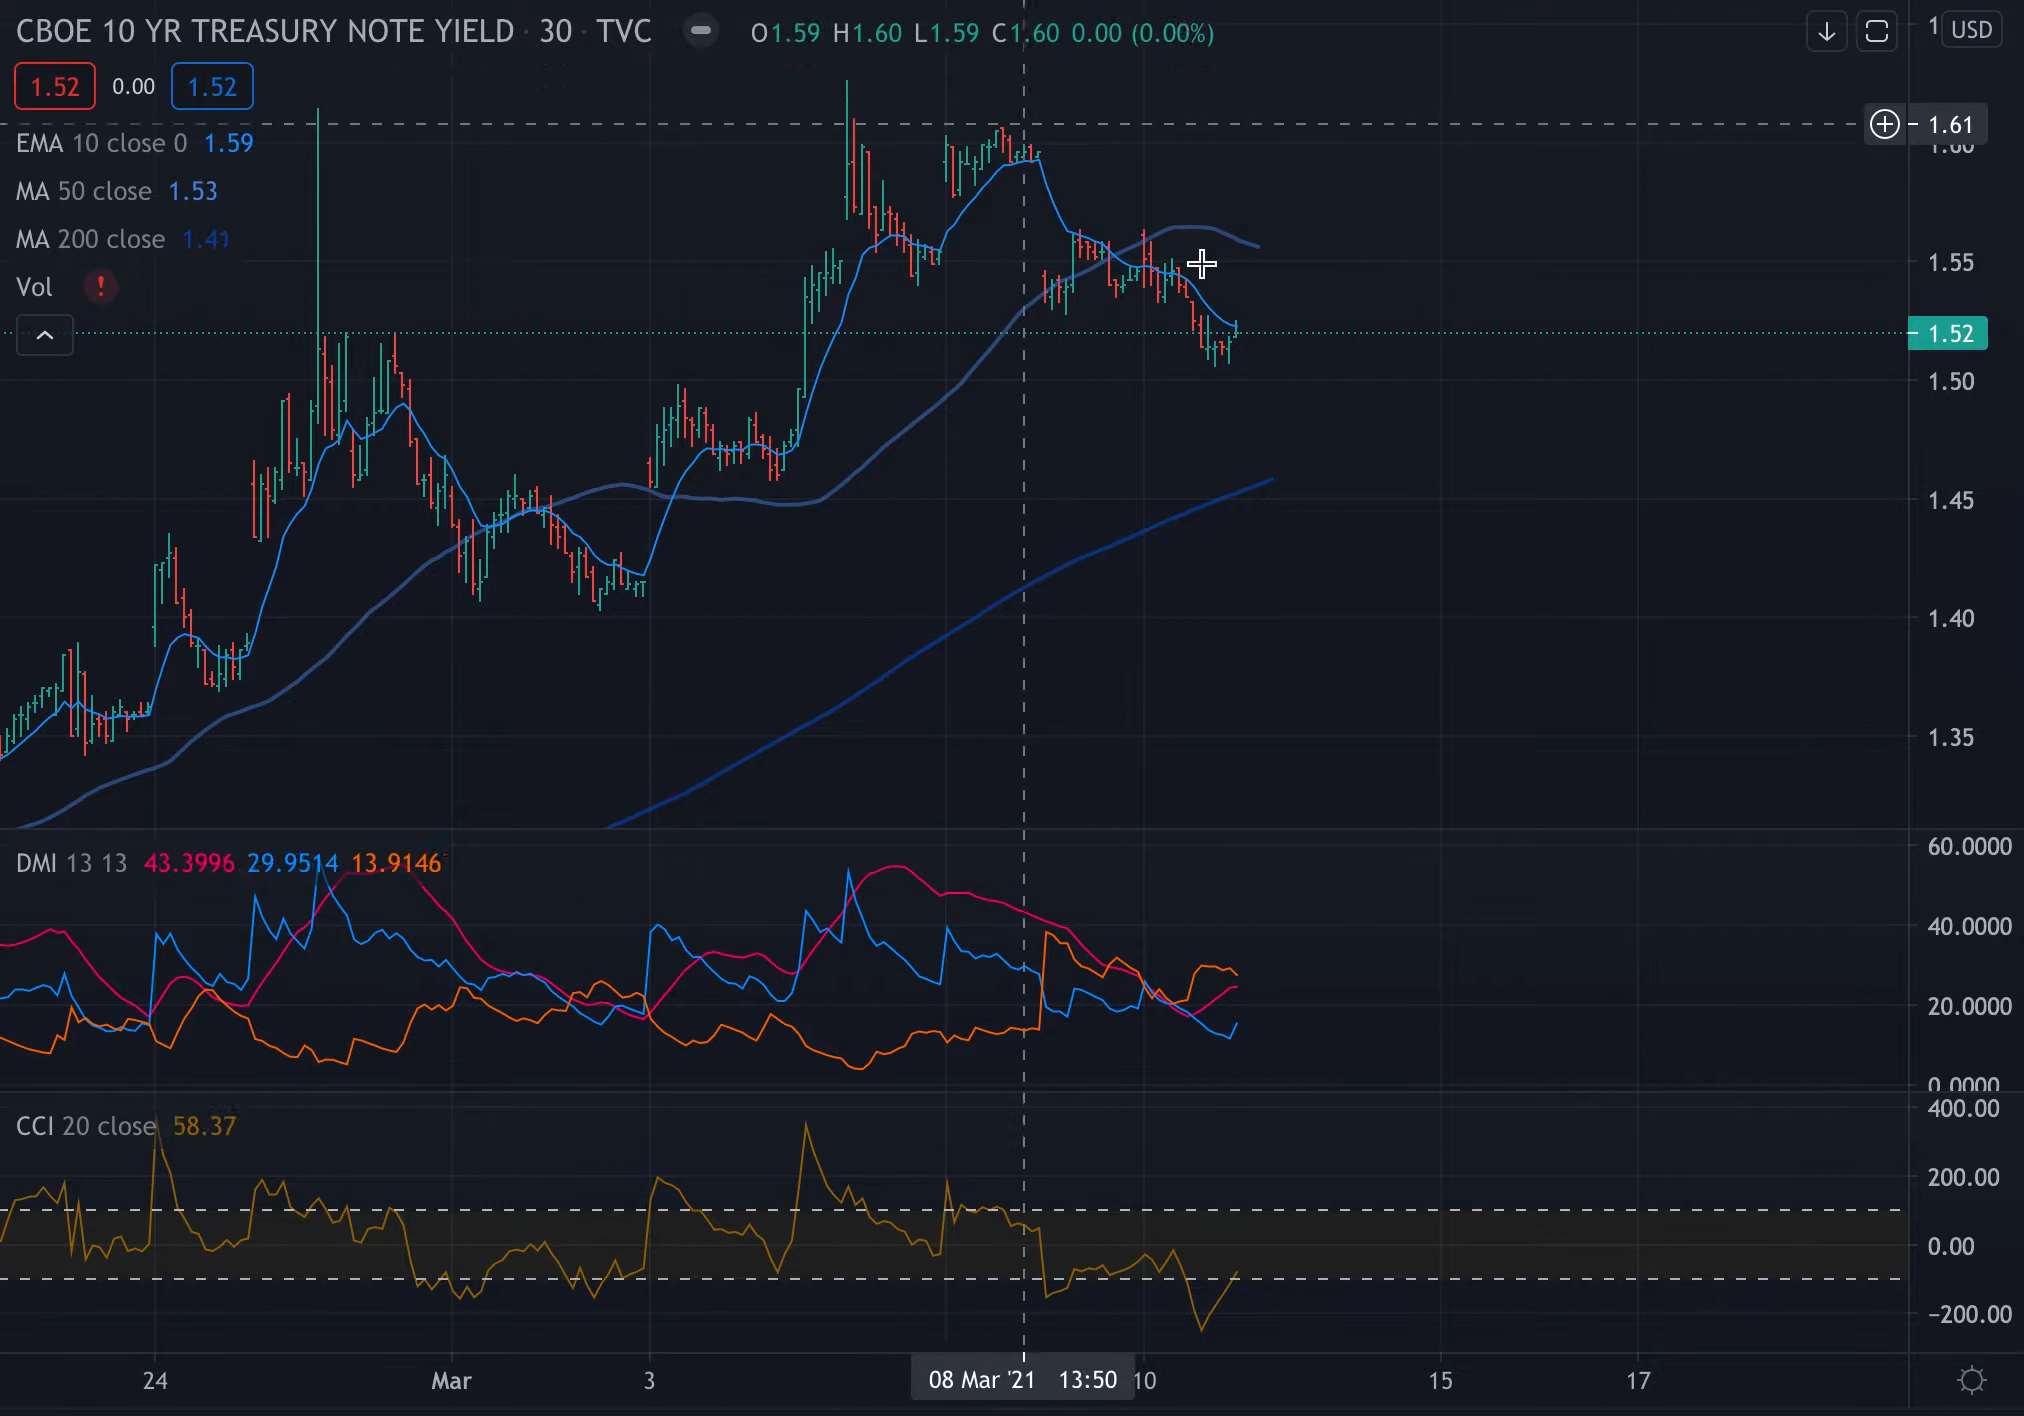 CBOE 10 YR TREASURY NOTE YIELD · 30 · TVC O1.59 H1.60 L1.59 C1.60 0.00 (0.00%)
USD
1.52 0.00 1.52
EMA 10 close 0 1.59
MA 50 close 1.53
MA 200 close
Vol !
1.61
1.60
1.55
1.52
1.50
1.45
1.40
1.35
DMI 13 13 43.3996 29.9514 13.9146
60.0000
40.0000
20.0000
0.0000
CCI 20 close 58.37
400.00
200.00
0.00
−200.00
24 Mar 3 08 Mar '21 13:50 10 15 17